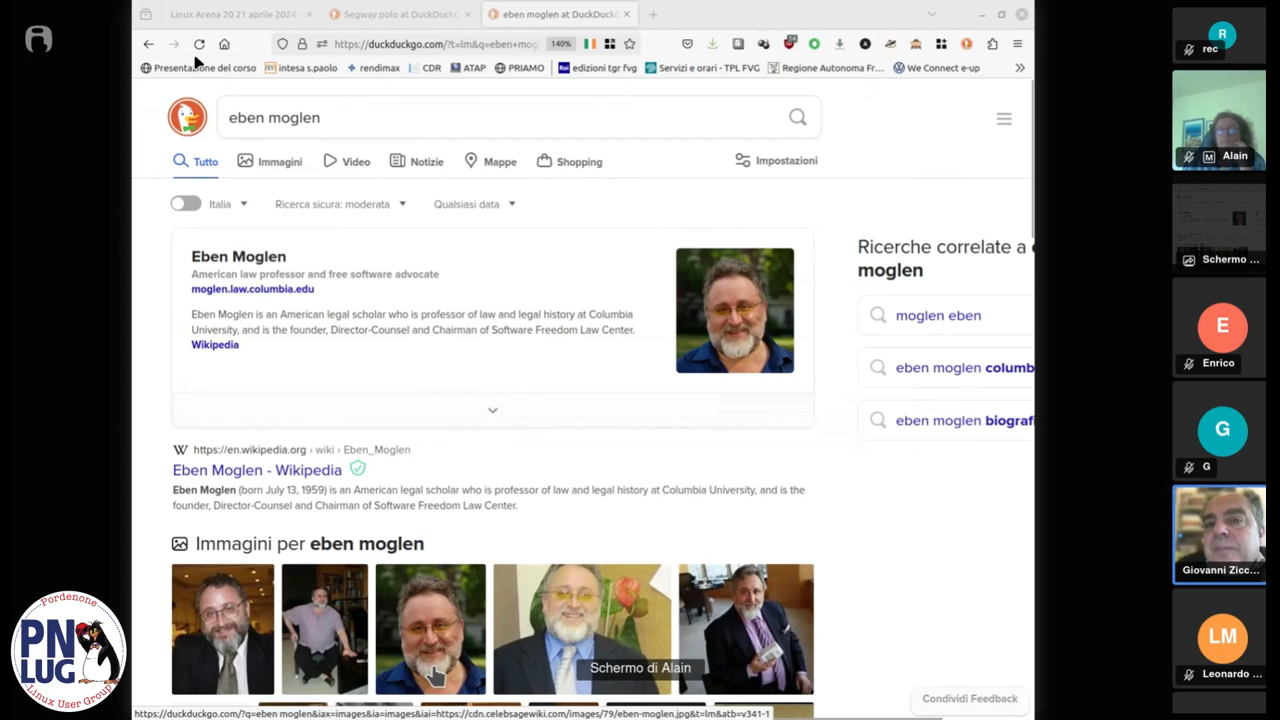 Linux Arena 20 21 aprile 2024
Segway polo at DuckDuckG
eben moglen at DuckDuckG
https://duckduckgo.com/?t=lm&q=eben+mog
140%
Presentazione del corso
intesa s.paolo
rendimax
CDR
ATAP
PRIAMO
edizioni tgr fvg
Servizi e orari - TPL FVG
Regione Autonoma Fr...
We Connect e-up
eben moglen
Tutto
Immagini
Video
Notizie
Mappe
Shopping
Impostazioni
Italia
Ricerca sicura: moderata
Qualsiasi data
Eben Moglen
American law professor and free software advocate
moglen.law.columbia.edu
Eben Moglen is an American legal scholar who is professor of law and legal history at Columbia
University, and is the founder, Director-Counsel and Chairman of Software Freedom Law Center.
Wikipedia
Ricerche correlate a
moglen
moglen eben
eben moglen columb
eben moglen biografi
https://en.wikipedia.org › wiki › Eben_Moglen
Eben Moglen - Wikipedia
Eben Moglen (born July 13, 1959) is an American legal scholar who is professor of law and legal history at Columbia University, and is the
founder, Director-Counsel and Chairman of Software Freedom Law Center.
Immagini per eben moglen
Schermo di Alain
Condividi Feedback
https://duckduckgo.com/?q=eben moglen&iax=images&ia=images&iai=https://cdn.celebsagewiki.com/images/79/eben-moglen.jpg&t=lm&atb=v341-1
R
rec
M
Alain
Schermo ...
E
Enrico
G
G
Giovanni Zicc...
LM
Leonardo ...
Pordenone
PN
LUG
Linux User Group